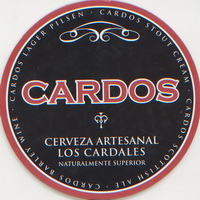 CARDOS LAGER PILSEN - CARDOS STOUT CREAM - CARDOS SCOTTISH ALE - CARDOS BARLEY WINE -
CARDOS
CERVEZA ARTESANAL
LOS CARDALES
NATURALMENTE SUPERIOR